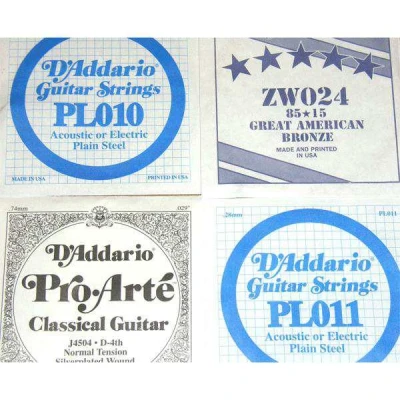 D'Addario
Guitar Strings
PL010
Acoustic or Electric
Plain Steel
MADE IN USA
PRINTED IN USA
ZW024
85★15
GREAT AMERICAN
BRONZE
MADE AND PRINTED
IN USA
.74mm
.029"
D'Addario
Pro·Arté
Classical Guitar
J4504 • D-4th
Normal Tension
Silverplated Wound
.28mm
PL011
D'Addario
Guitar Strings
PL011
Acoustic or Electric
Plain Steel